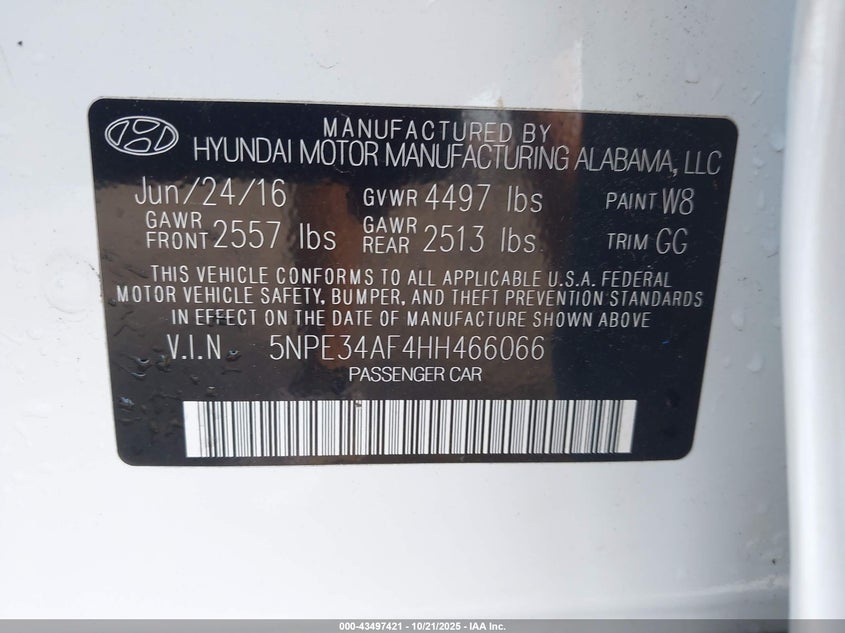 MANUFACTURED BY
HYUNDAI MOTOR MANUFACTURING ALABAMA, LLC
Jun/24/16 GVWR 4497 lbs PAINT W8
GAWR FRONT 2557 lbs GAWR REAR 2513 lbs TRIM GG
THIS VEHICLE CONFORMS TO ALL APPLICABLE U.S.A. FEDERAL
MOTOR VEHICLE SAFETY, BUMPER, AND THEFT PREVENTION STANDARDS
IN EFFECT ON THE DATE OF MANUFACTURE SHOWN ABOVE.
V.I.N. 5NPE34AF4HH466066
PASSENGER CAR
000-43497421 - 10/21/2025 - IAA Inc.